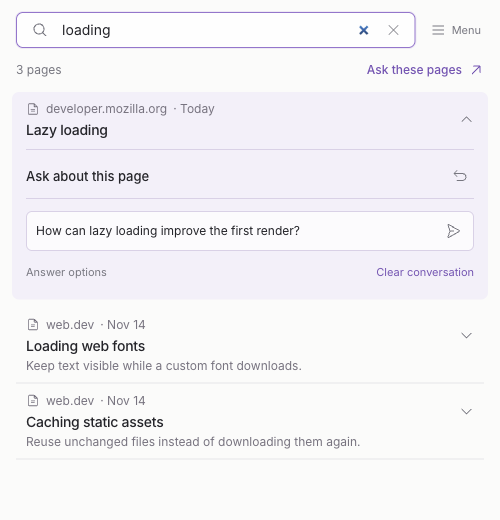 loading
Menu
3 pages
Ask these pages
developer.mozilla.org · Today
Lazy loading
Ask about this page
How can lazy loading improve the first render?
Answer options
Clear conversation
web.dev · Nov 14
Loading web fonts
Keep text visible while a custom font downloads.
web.dev · Nov 14
Caching static assets
Reuse unchanged files instead of downloading them again.